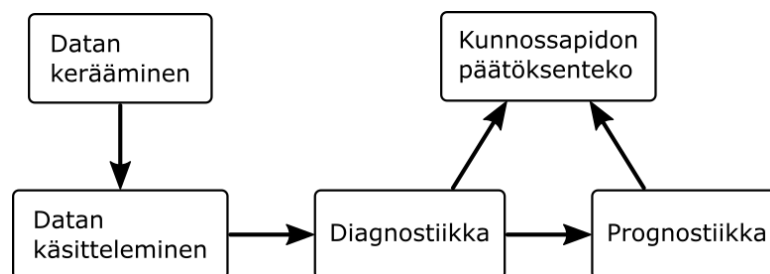 Datan
kerääminen
Kunnossapidon
päätöksenteko
Datan
käsitteleminen
Diagnostiikka
Prognostiikka